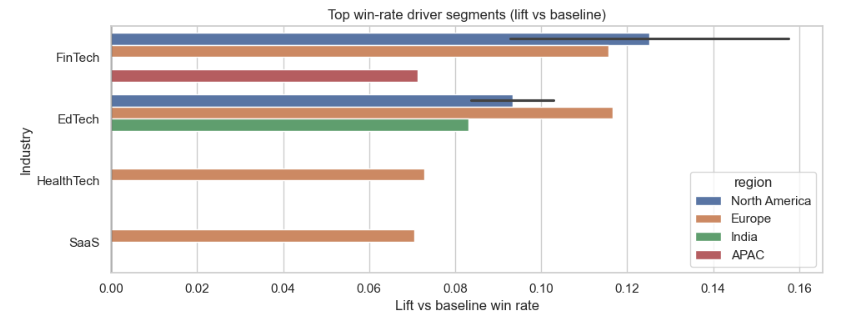 Top win-rate driver segments (lift vs baseline)
Industry
FinTech
EdTech
HealthTech
SaaS
region
North America
Europe
India
APAC
0.00 0.02 0.04 0.06 0.08 0.10 0.12 0.14 0.16
Lift vs baseline win rate